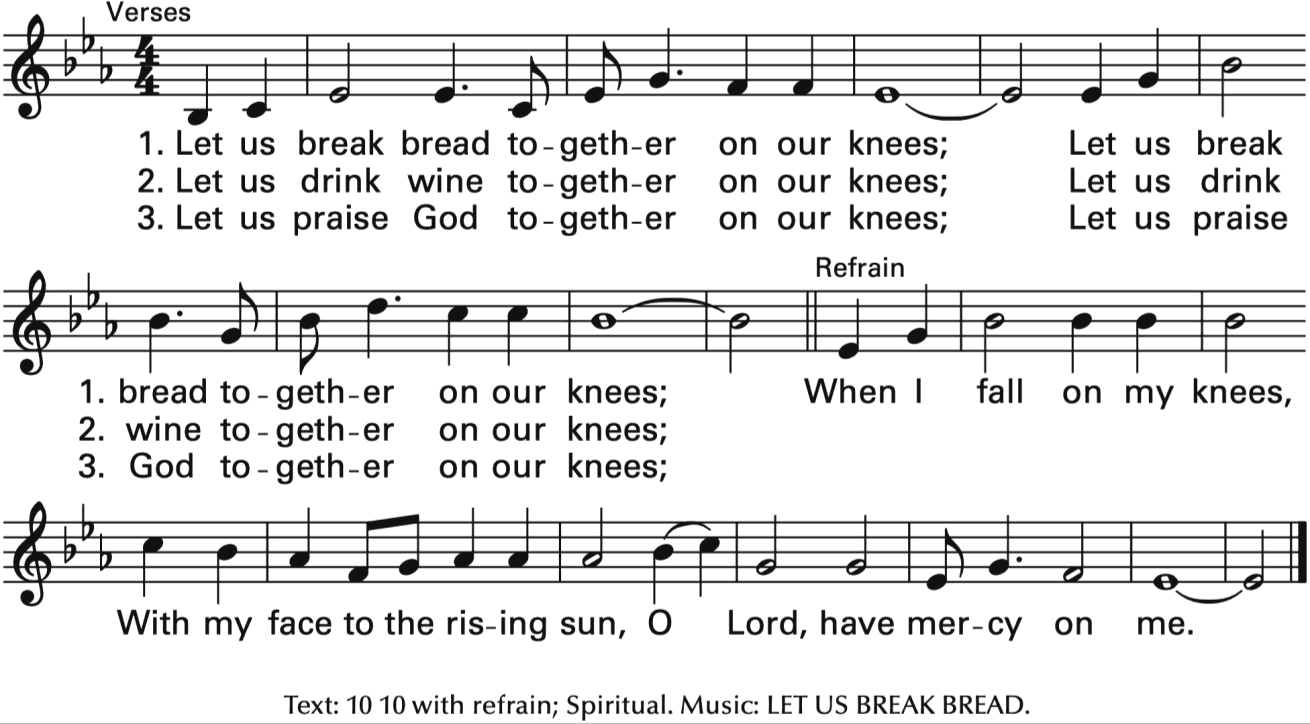 Verses
4
4
1. Let us break bread to-geth-er on our knees; Let us break
2. Let us drink wine to-geth-er on our knees; Let us drink
3. Let us praise God to-geth-er on our knees; Let us praise
Refrain
1. bread to-geth-er on our knees; When I fall on my knees,
2. wine to-geth-er on our knees;
3. God to-geth-er on our knees;
With my face to the ris-ing sun, O Lord, have mer-cy on me.
Text: 10 10 with refrain; Spiritual. Music: LET US BREAK BREAD.